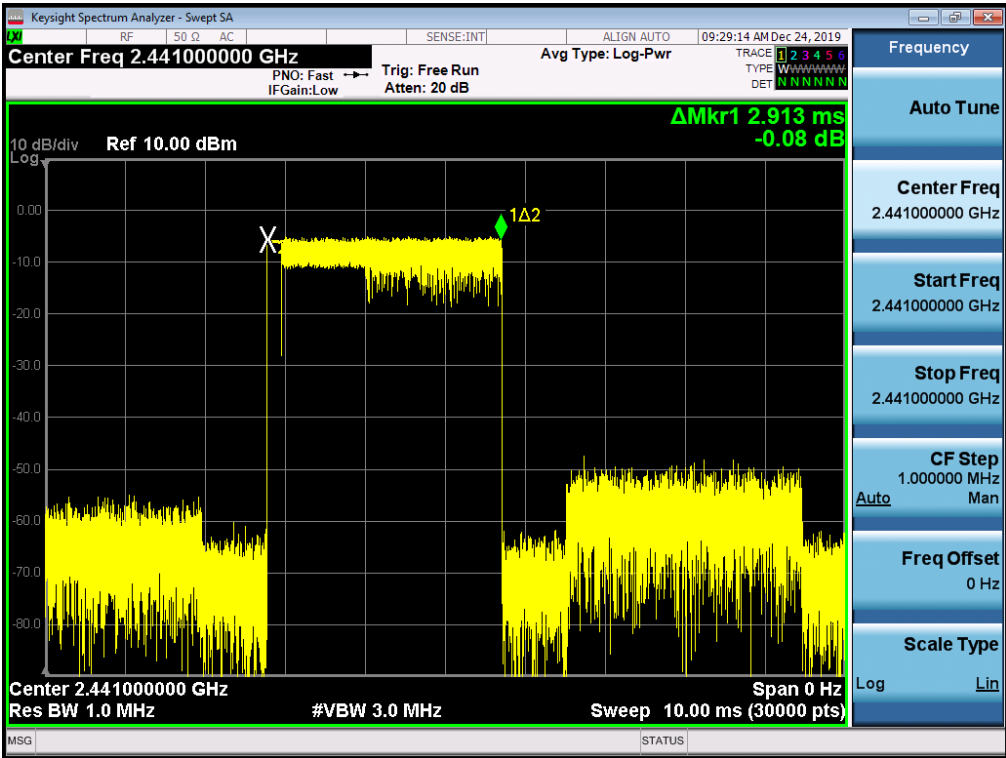 Keysight Spectrum Analyzer - Swept SA
LXI RF 50 Ω AC SENSE:INT ALIGN AUTO 09:29:14 AM Dec 24, 2019
Center Freq 2.441000000 GHz
PNO: Fast
IFGain:Low
Trig: Free Run
Atten: 20 dB
Avg Type: Log-Pwr
TRACE 1 2 3 4 5 6
TYPE WWWWWW
DET N N N N N N
ΔMkr1 2.913 ms
-0.08 dB
10 dB/div Ref 10.00 dBm
Log
0.00
-10.0
-20.0
-30.0
-40.0
-50.0
-60.0
-70.0
-80.0
X
1Δ2
Center 2.441000000 GHz Span 0 Hz
Res BW 1.0 MHz #VBW 3.0 MHz Sweep 10.00 ms (30000 pts)
MSG STATUS
Frequency
Auto Tune
Center Freq
2.441000000 GHz
Start Freq
2.441000000 GHz
Stop Freq
2.441000000 GHz
CF Step
1.000000 MHz
Auto Man
Freq Offset
0 Hz
Scale Type
Log Lin